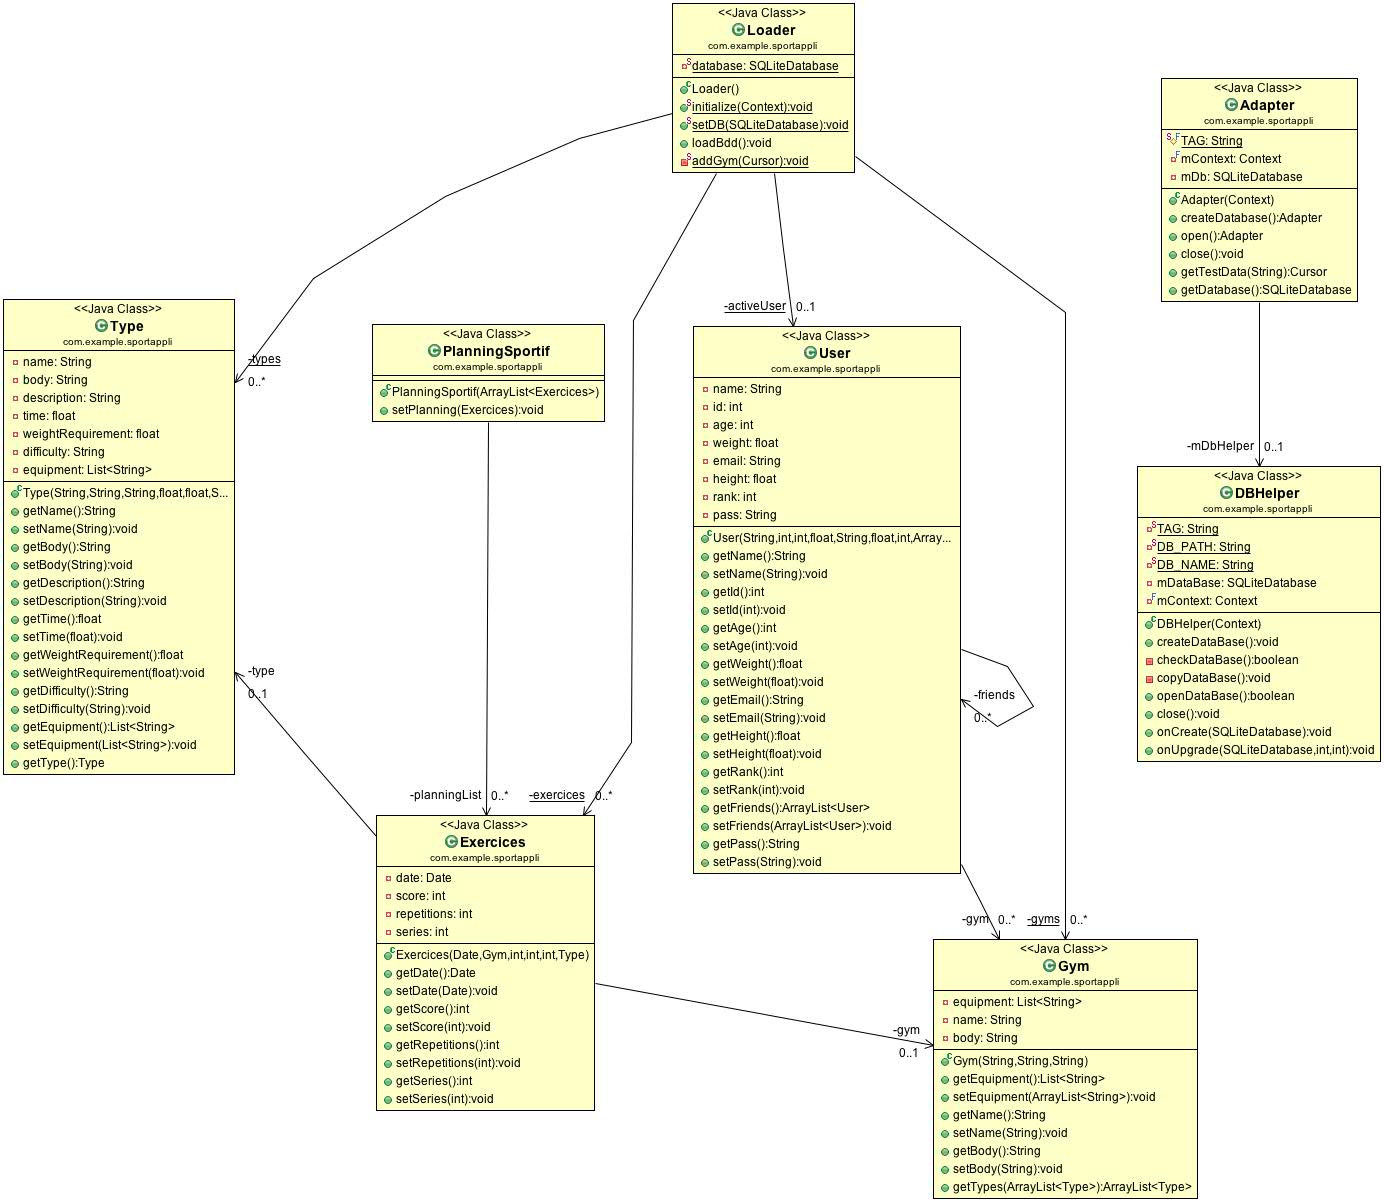 <<Java Class>>
Loader
com.example.sportappli
database: SQLiteDatabase
Loader()
initialize(Context):void
setDB(SQLiteDatabase):void
loadBdd():void
addGym(Cursor):void
<<Java Class>>
Adapter
com.example.sportappli
TAG: String
mContext: Context
mDb: SQLiteDatabase
Adapter(Context)
createDatabase():Adapter
open():Adapter
close():void
getTestData(String):Cursor
getDatabase():SQLiteDatabase
-types
0..*
-activeUser 0..1
-mDbHelper 0..1
<<Java Class>>
Type
com.example.sportappli
name: String
body: String
description: String
time: float
weightRequirement: float
difficulty: String
equipment: List<String>
Type(String,String,String,float,float,S...
getName():String
setName(String):void
getBody():String
setBody(String):void
getDescription():String
setDescription(String):void
getTime():float
setTime(float):void
getWeightRequirement():float
setWeightRequirement(float):void
getDifficulty():String
setDifficulty(String):void
getEquipment():List<String>
setEquipment(List<String>):void
getType():Type
-type
0..1
<<Java Class>>
PlanningSportif
com.example.sportappli
PlanningSportif(ArrayList<Exercices>)
setPlanning(Exercices):void
-planningList 0..*
-exercices 0..*
<<Java Class>>
User
com.example.sportappli
name: String
id: int
age: int
weight: float
email: String
height: float
rank: int
pass: String
User(String,int,int,float,String,float,int,Array...
getName():String
setName(String):void
getId():int
setId(int):void
getAge():int
setAge(int):void
getWeight():float
setWeight(float):void
getEmail():String
setEmail(String):void
getHeight():float
setHeight(float):void
getRank():int
setRank(int):void
getFriends():ArrayList<User>
setFriends(ArrayList<User>):void
getPass():String
setPass(String):void
-friends
0..*
<<Java Class>>
DBHelper
com.example.sportappli
TAG: String
DB_PATH: String
DB_NAME: String
mDataBase: SQLiteDatabase
mContext: Context
DBHelper(Context)
createDataBase():void
checkDataBase():boolean
copyDataBase():void
openDataBase():boolean
close():void
onCreate(SQLiteDatabase):void
onUpgrade(SQLiteDatabase,int,int):void
<<Java Class>>
Exercices
com.example.sportappli
date: Date
score: int
repetitions: int
series: int
Exercices(Date,Gym,int,int,int,Type)
getDate():Date
setDate(Date):void
getScore():int
setScore(int):void
getRepetitions():int
setRepetitions(int):void
getSeries():int
setSeries(int):void
-gym 0..*
-gyms 0..*
-gym
0..1
<<Java Class>>
Gym
com.example.sportappli
equipment: List<String>
name: String
body: String
Gym(String,String,String)
getEquipment():List<String>
setEquipment(ArrayList<String>):void
getName():String
setName(String):void
getBody():String
setBody(String):void
getTypes(ArrayList<Type>):ArrayList<Type>